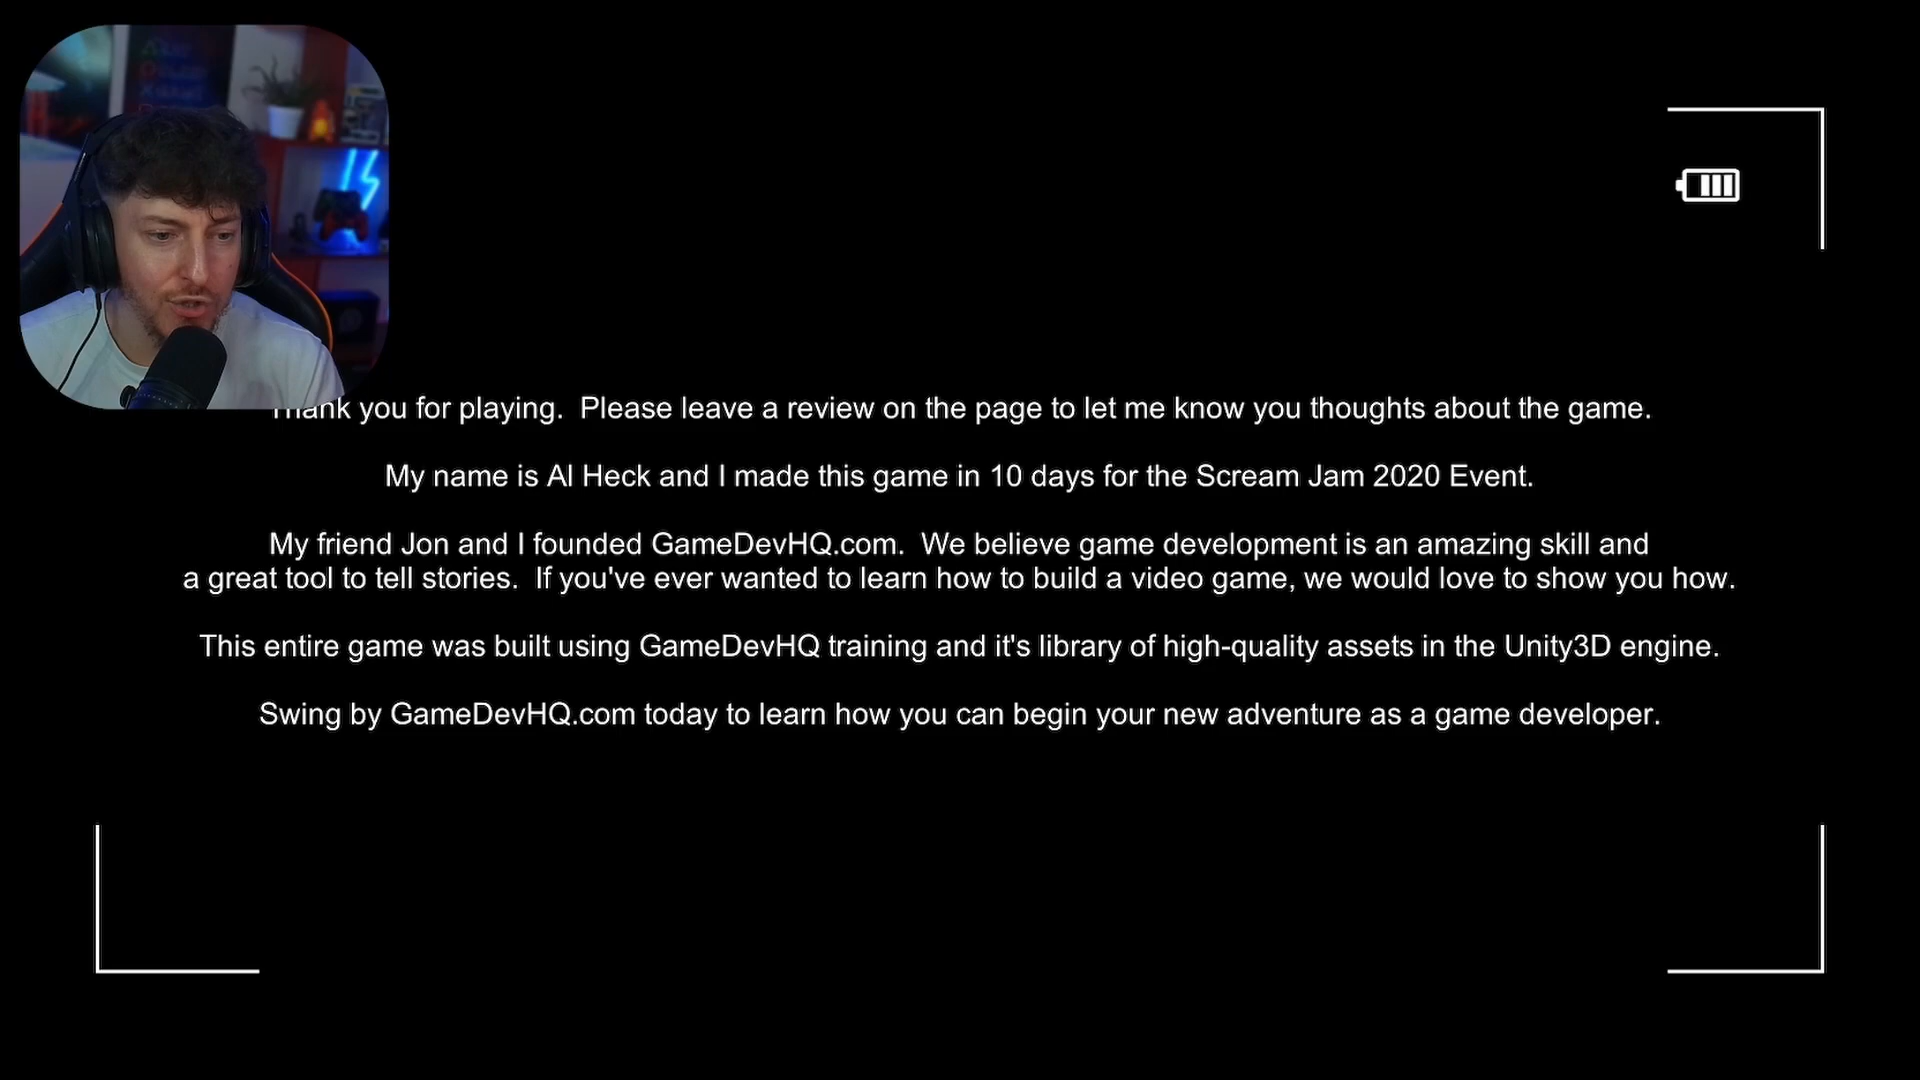 Thank you for playing.  Please leave a review on the page to let me know you thoughts about the game.
My name is Al Heck and I made this game in 10 days for the Scream Jam 2020 Event.
My friend Jon and I founded GameDevHQ.com.  We believe game development is an amazing skill and
a great tool to tell stories.  If you've ever wanted to learn how to build a video game, we would love to show you how.
This entire game was built using GameDevHQ training and it's library of high-quality assets in the Unity3D engine.
Swing by GameDevHQ.com today to learn how you can begin your new adventure as a game developer.